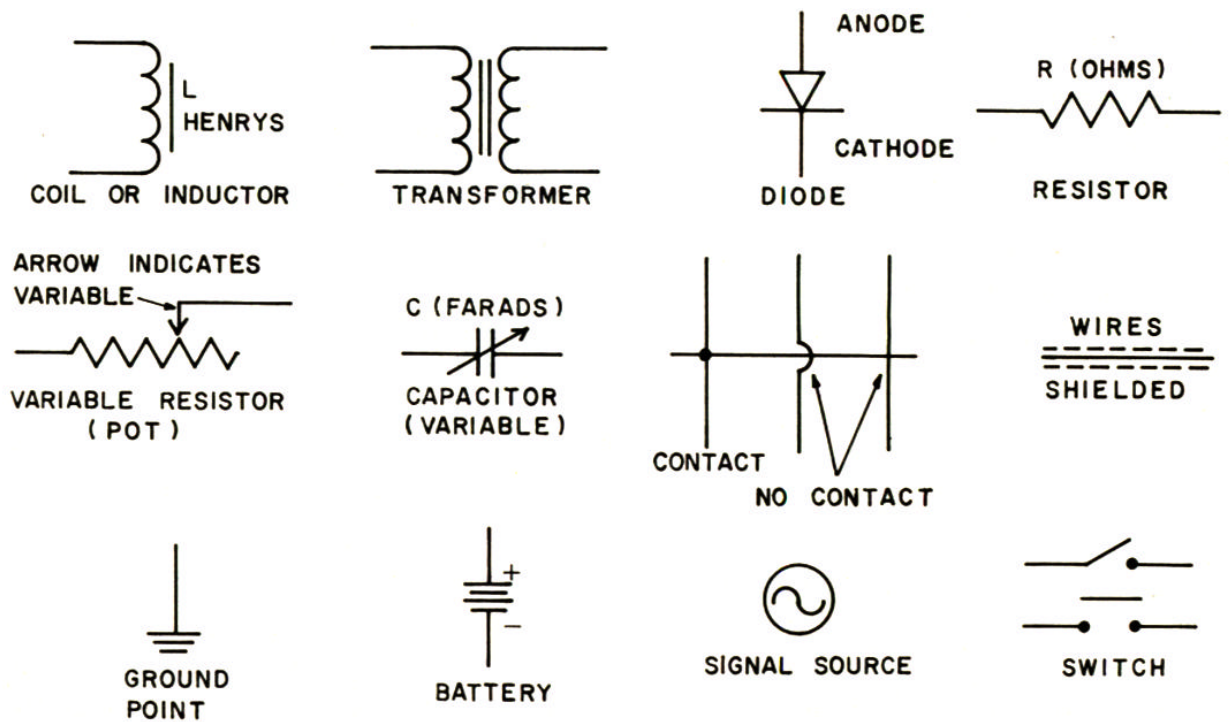 L
HENRYS
COIL OR INDUCTOR
TRANSFORMER
ANODE
CATHODE
DIODE
R (OHMS)
RESISTOR
ARROW INDICATES
VARIABLE
VARIABLE RESISTOR
(POT)
C (FARADS)
CAPACITOR
(VARIABLE)
CONTACT
NO CONTACT
WIRES
SHIELDED
GROUND
POINT
+
−
BATTERY
SIGNAL SOURCE
SWITCH